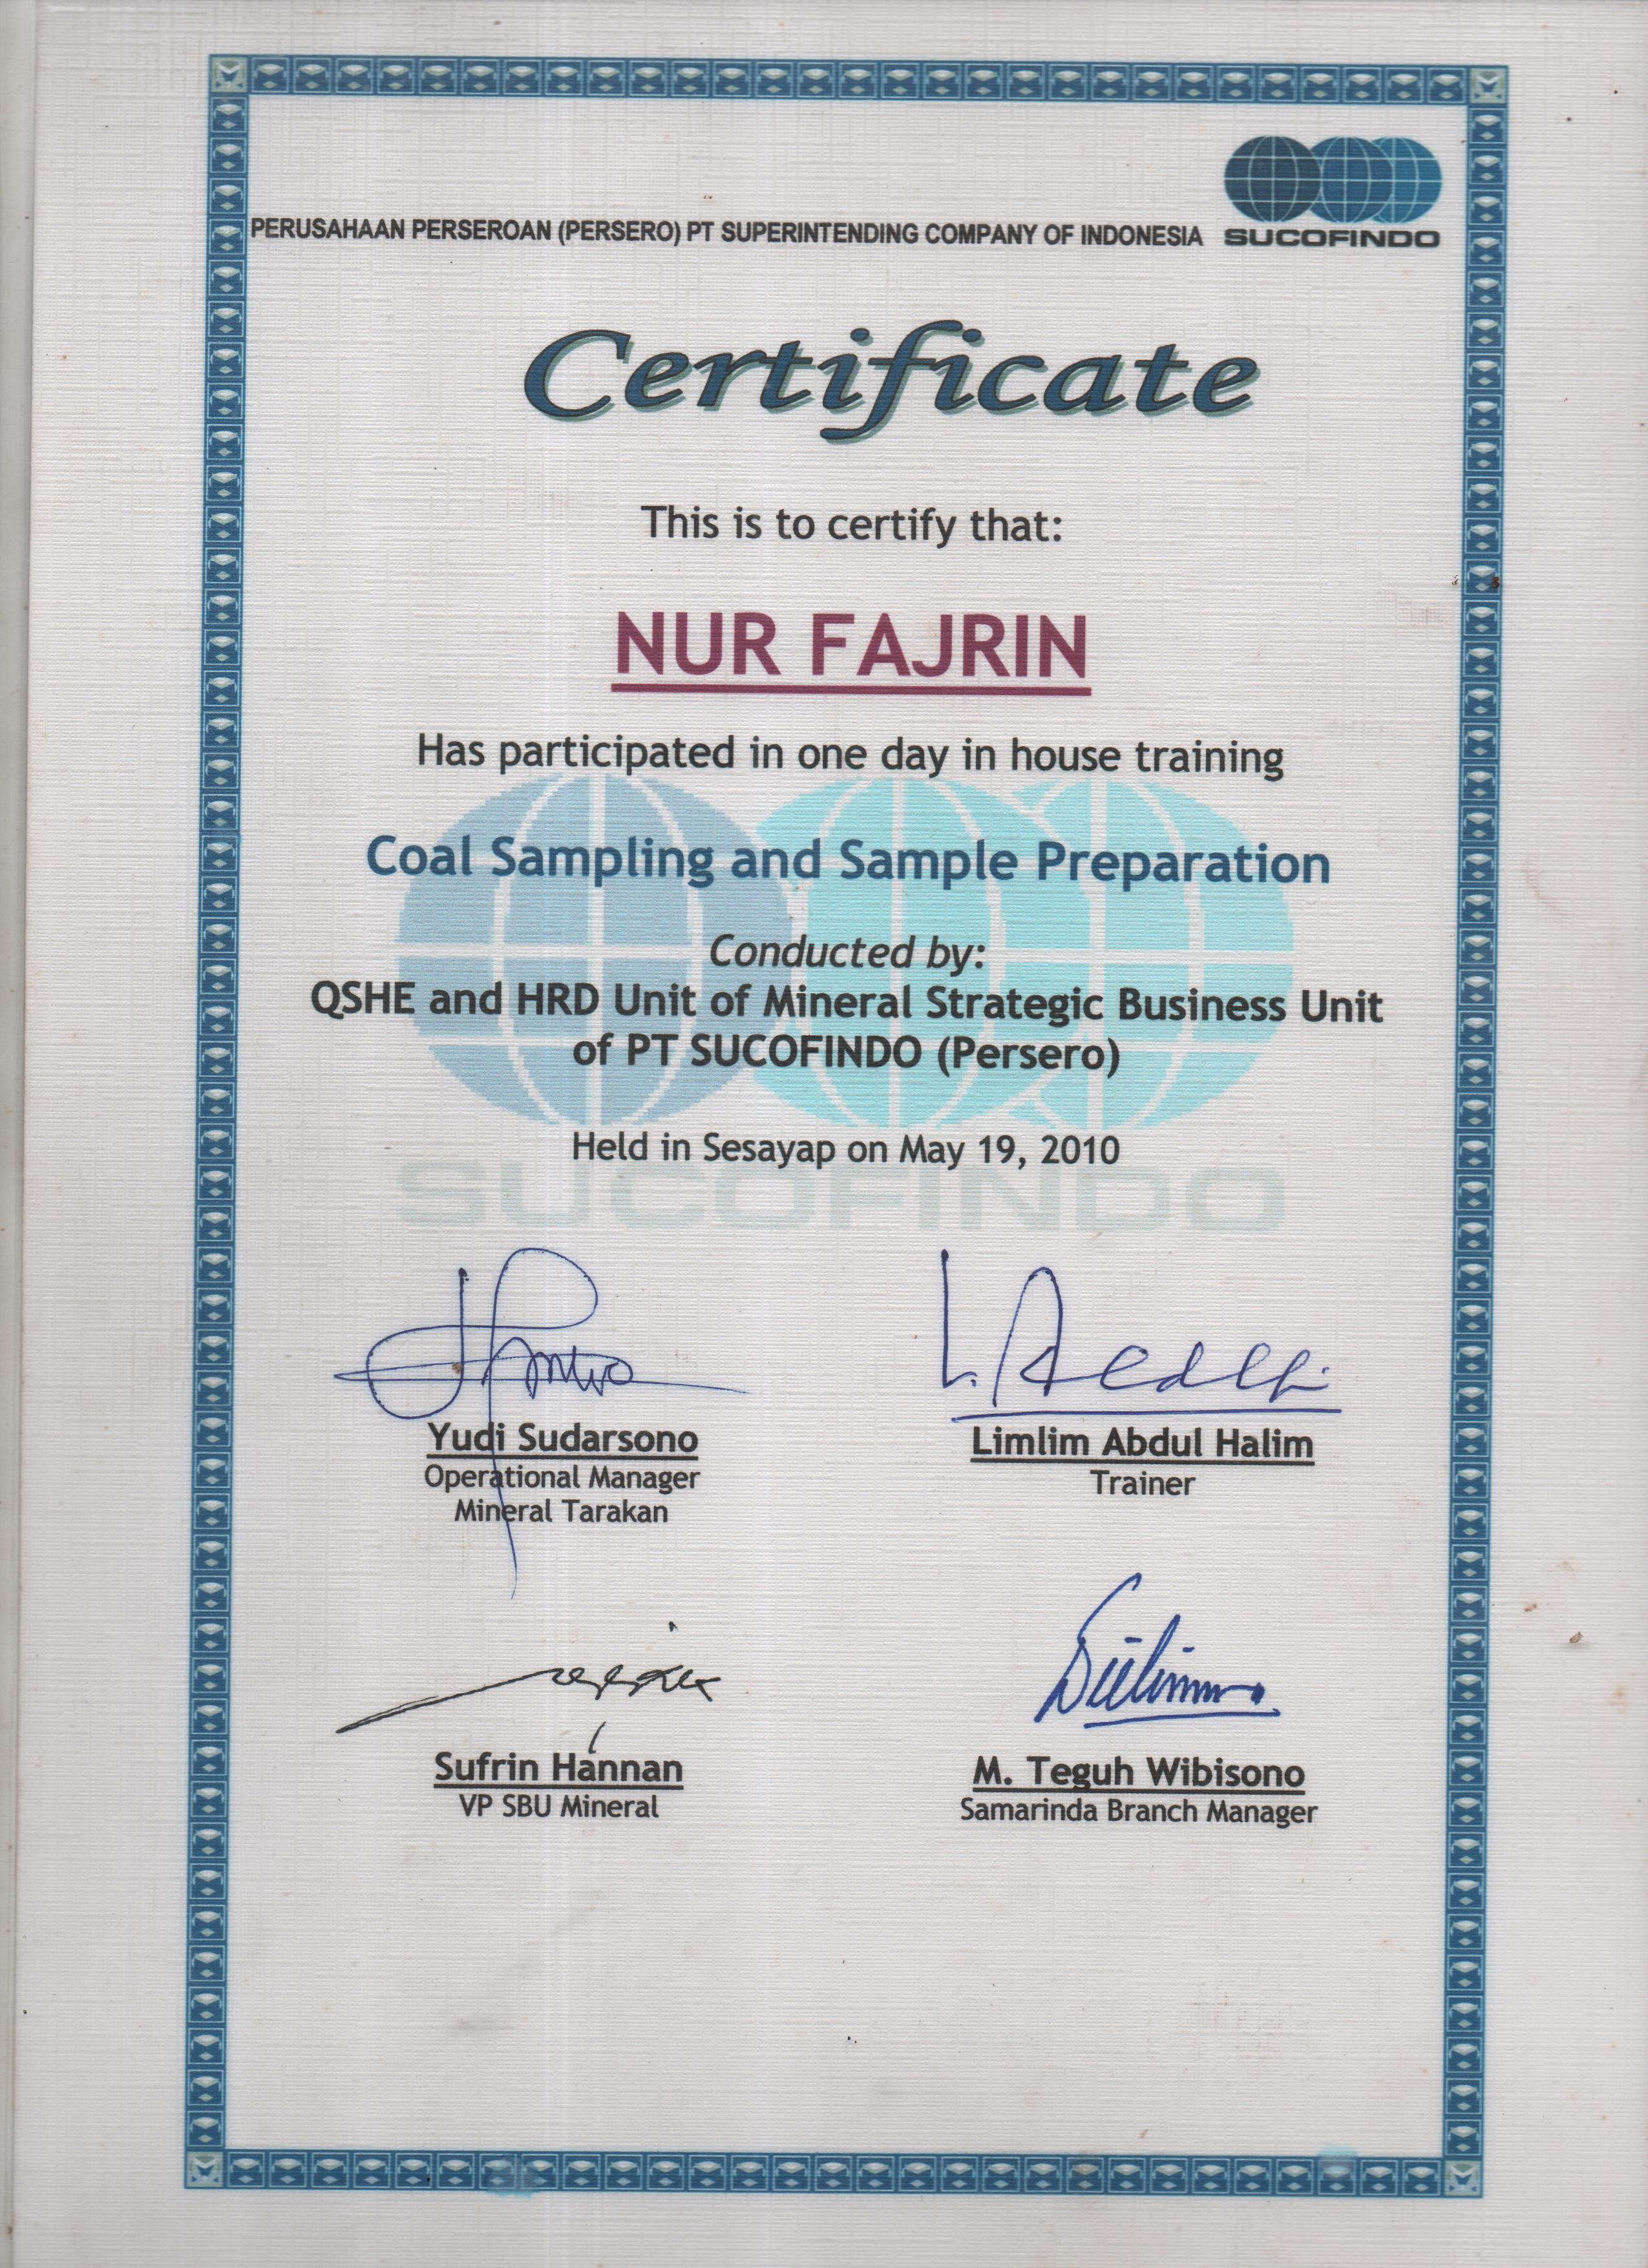 PERUSAHAAN PERSEROAN (PERSERO) PT SUPERINTENDING COMPANY OF INDONESIA SUCOFINDO
Certificate
This is to certify that:
NUR FAJRIN
Has participated in one day in house training
Coal Sampling and Sample Preparation
Conducted by:
QSHE and HRD Unit of Mineral Strategic Business Unit
of PT SUCOFINDO (Persero)
Held in Sesayap on May 19, 2010
SUCOFINDO
Yudi Sudarsono
Operational Manager
Mineral Tarakan
Limlim Abdul Halim
Trainer
Sufrin Hannan
VP SBU Mineral
M. Teguh Wibisono
Samarinda Branch Manager